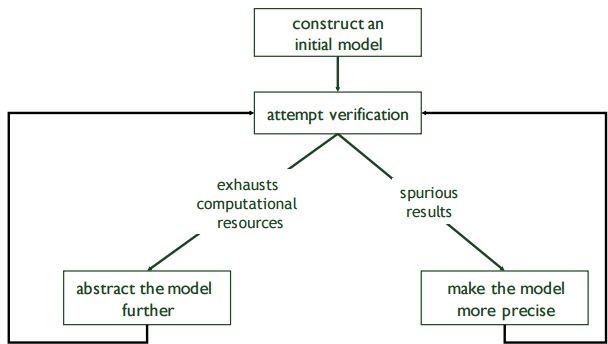 construct an
initial model
attempt verification
exhausts
computational
resources
spurious
results
abstract the model
further
make the model
more precise